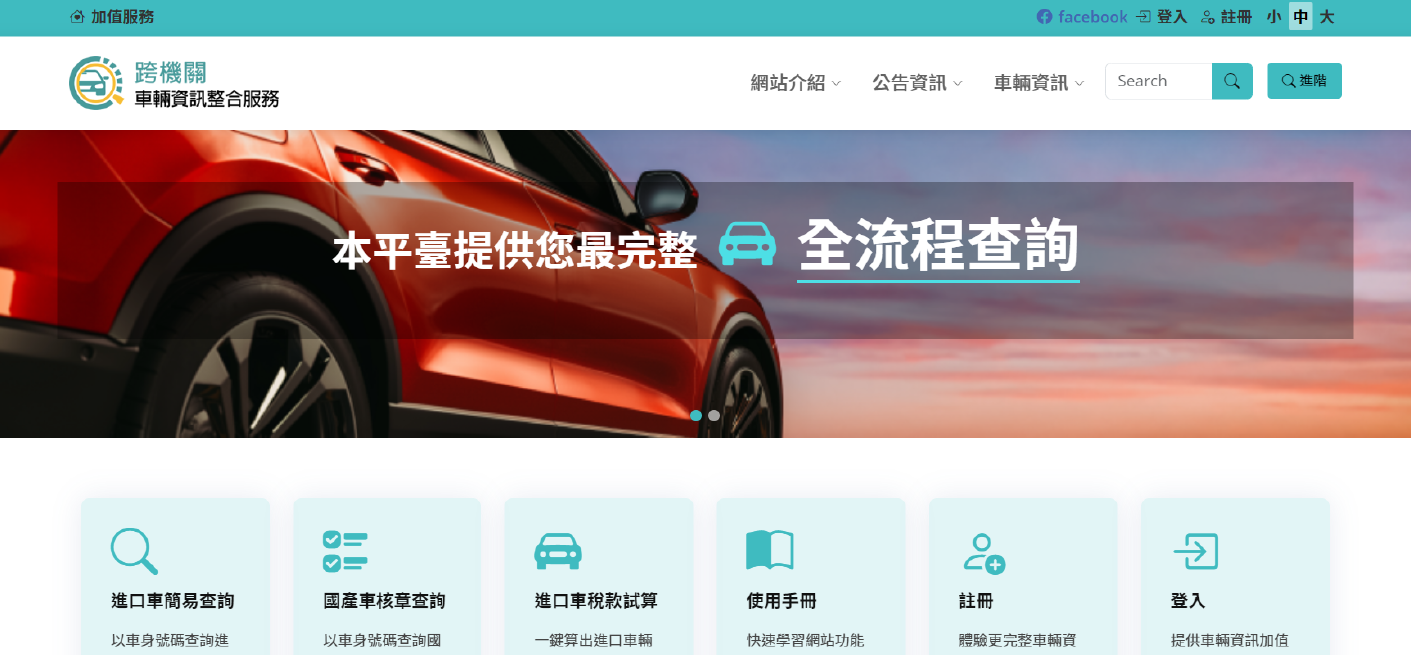 加值服務
facebook 登入 註冊 小 中 大
跨機關
車輛資訊整合服務
網站介紹 公告資訊 車輛資訊 Search 進階
本平臺提供您最完整 全流程查詢
進口車簡易查詢 國產車核章查詢 進口車稅款試算 使用手冊 註冊 登入
以車身號碼查詢進 以車身號碼查詢國 一鍵算出進口車輛 快速學習網站功能 體驗更完整車輛資 提供車輛資訊加值